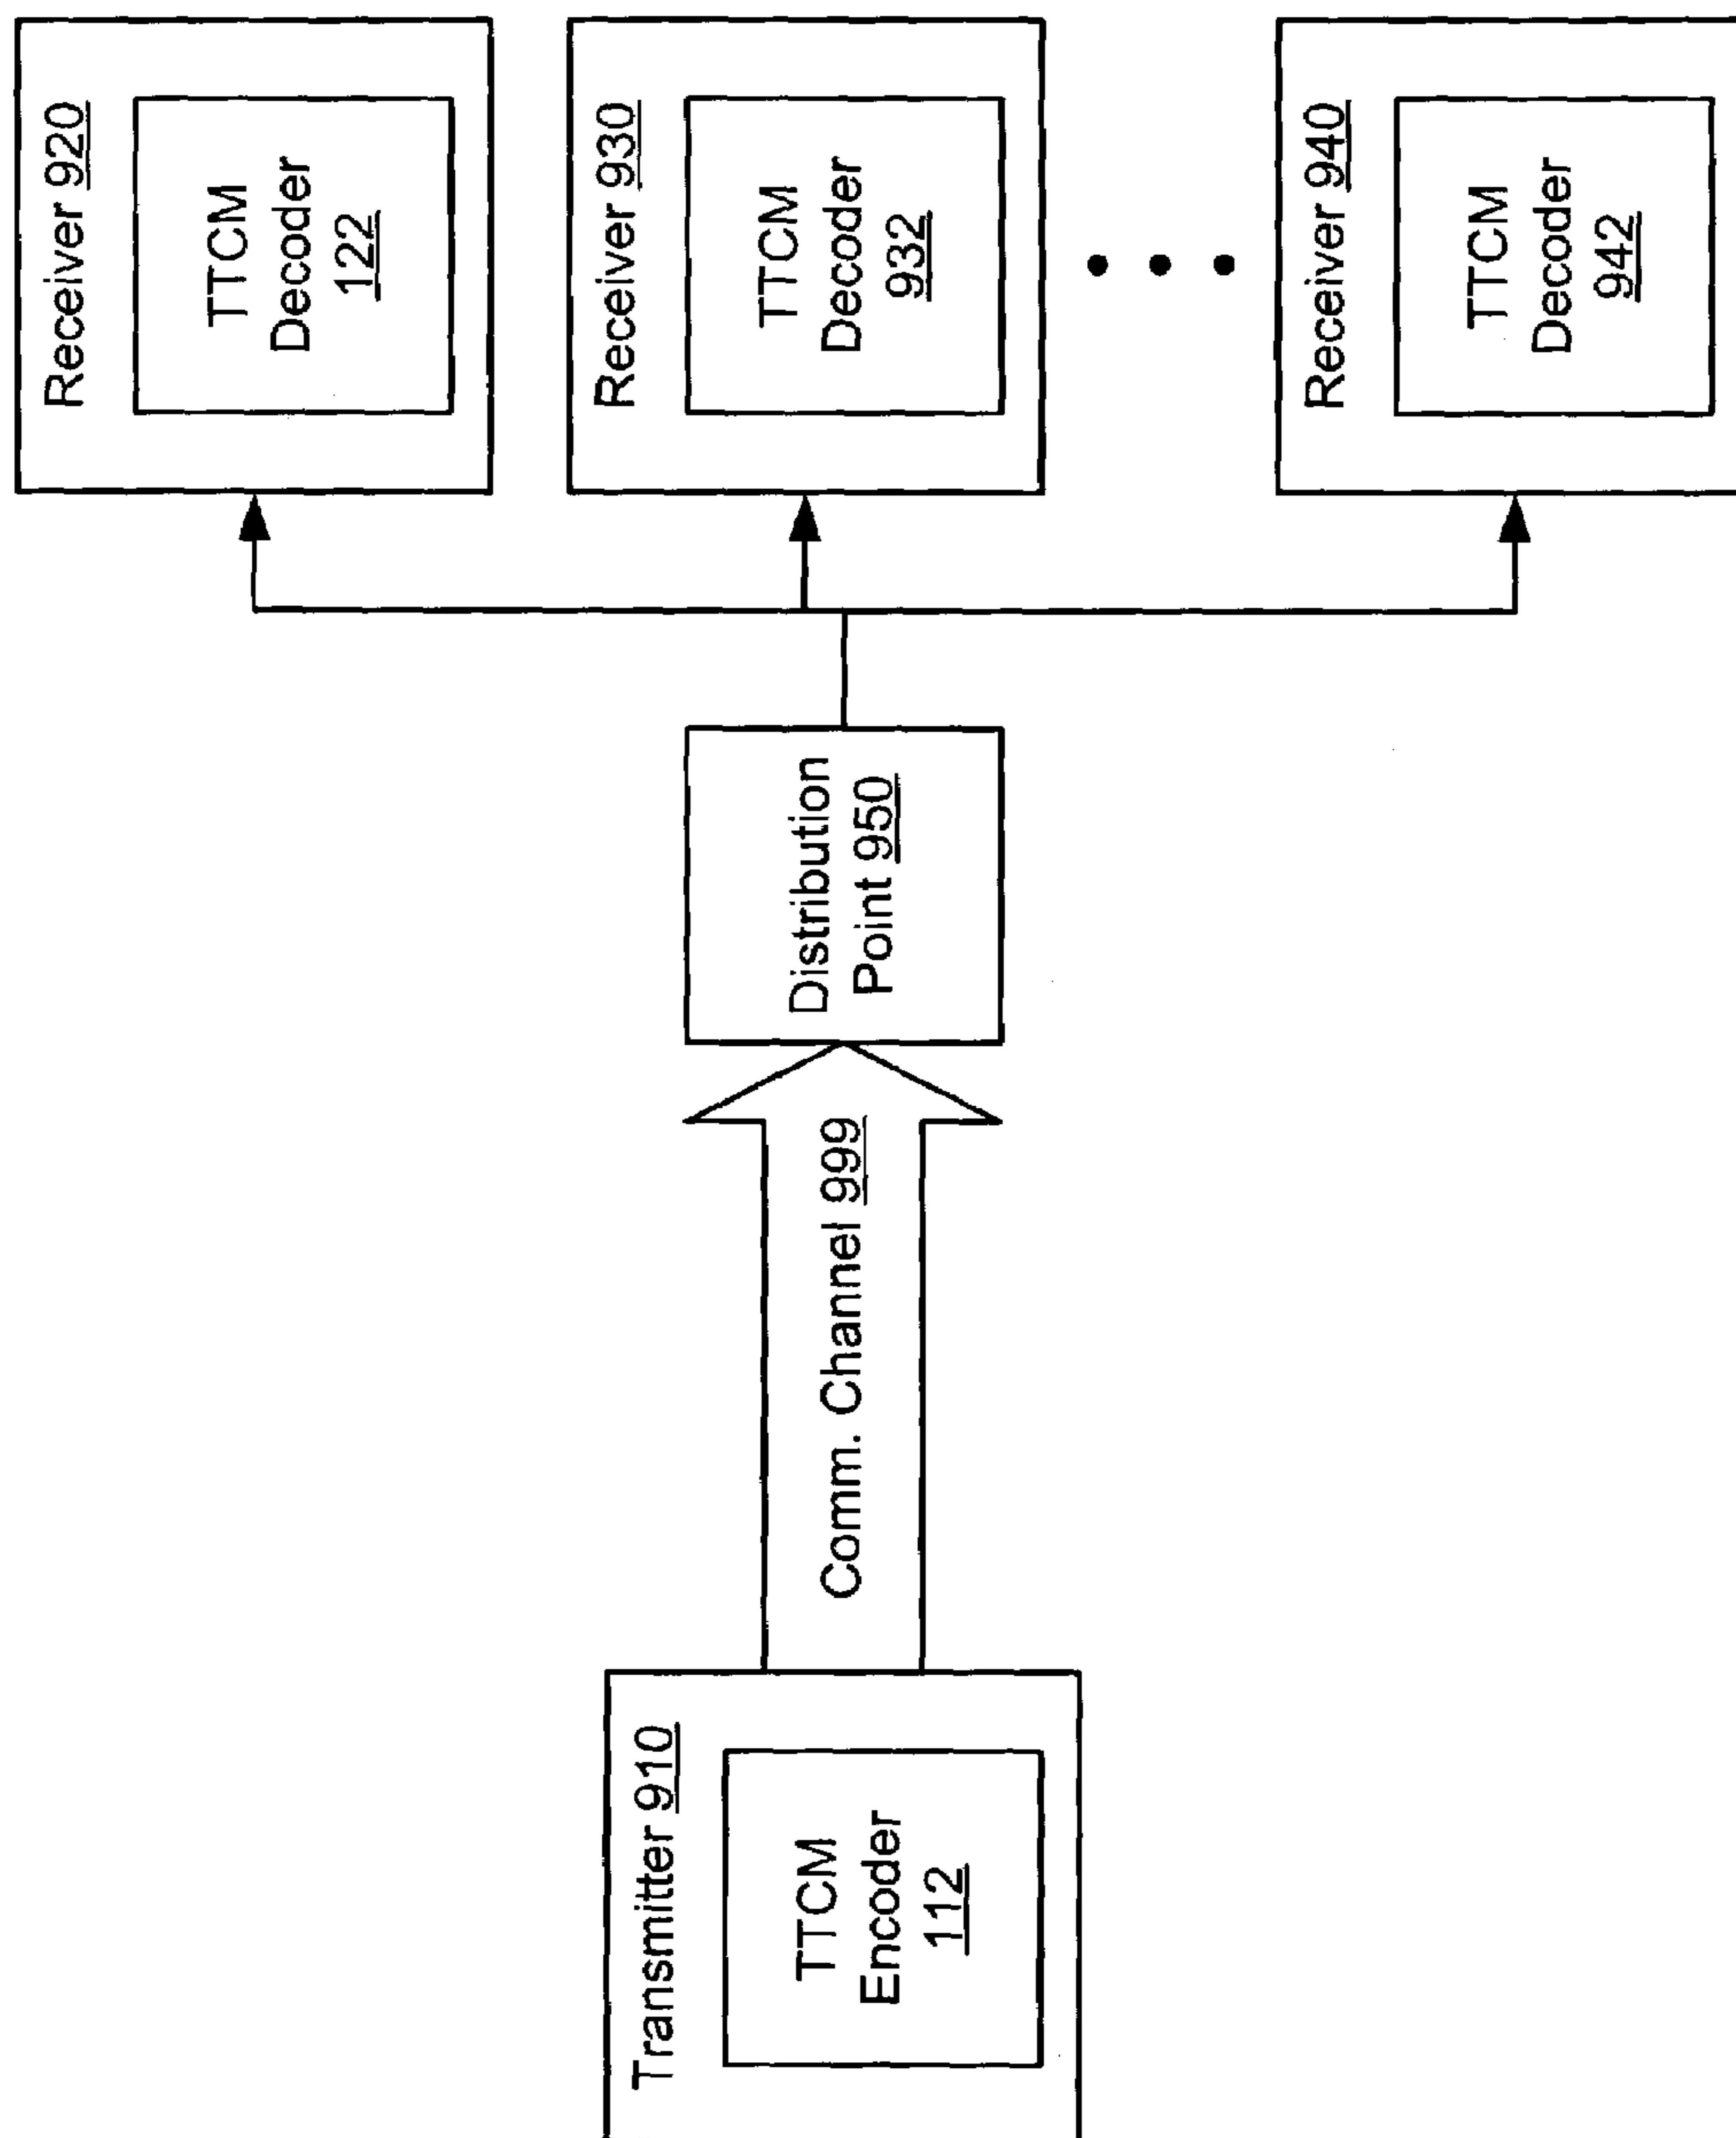 Transmitter 910
TTCM
Encoder
112
Comm. Channel 999
Distribution
Point 950
Receiver 920
TTCM
Decoder
122
Receiver 930
TTCM
Decoder
932
Receiver 940
TTCM
Decoder
942